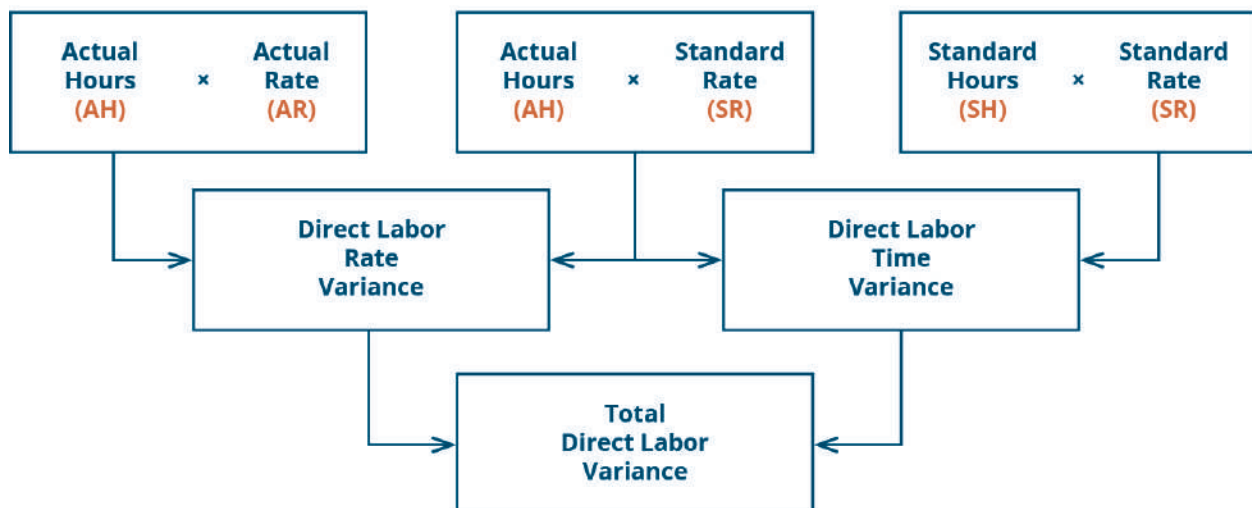 Actual Hours (AH) × Actual Rate (AR)
Actual Hours (AH) × Standard Rate (SR)
Standard Hours (SH) × Standard Rate (SR)
Direct Labor
Rate
Variance
Direct Labor
Time
Variance
Total
Direct Labor
Variance